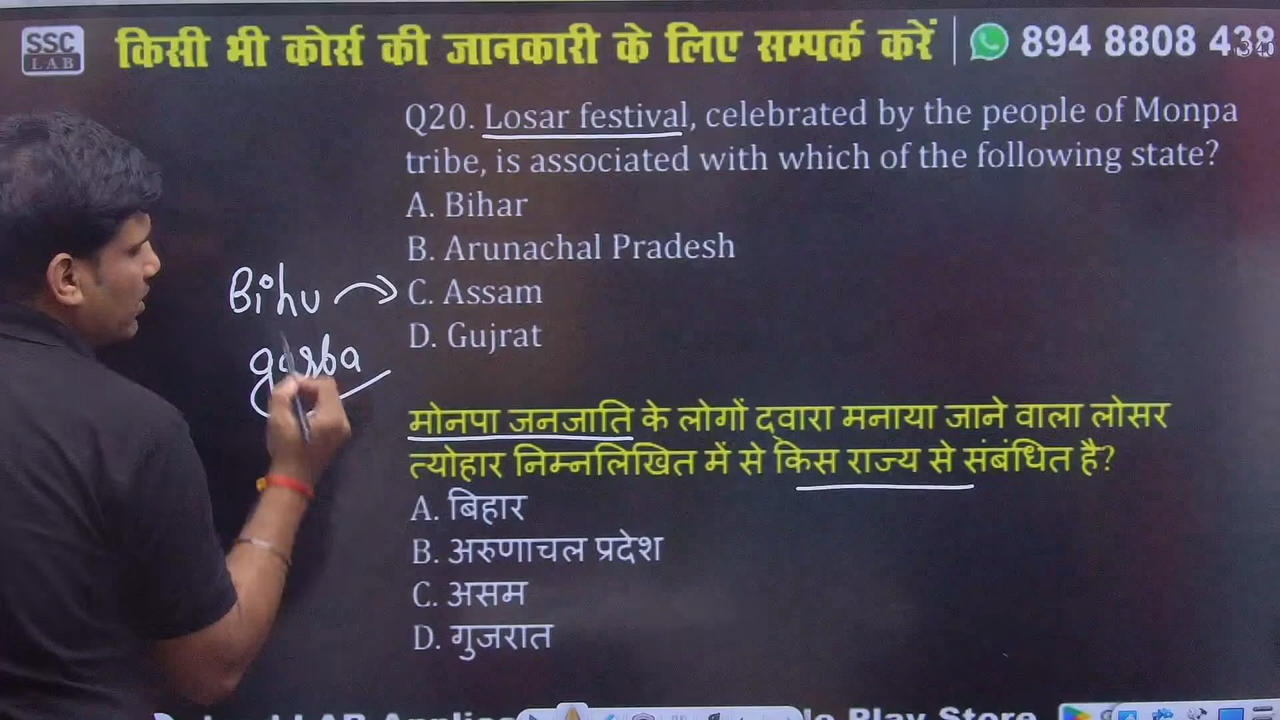 SSC
LAB
किसी भी कोर्स की जानकारी के लिए सम्पर्क करें
894 8808 438
Q20. Losar festival, celebrated by the people of Monpa
tribe, is associated with which of the following state?
A. Bihar
B. Arunachal Pradesh
C. Assam
D. Gujrat
Bihu
garba
मोनपा जनजाति के लोगों द्वारा मनाया जाने वाला लोसर
त्योहार निम्नलिखित में से किस राज्य से संबंधित है?
A. बिहार
B. अरुणाचल प्रदेश
C. असम
D. गुजरात
Play Store